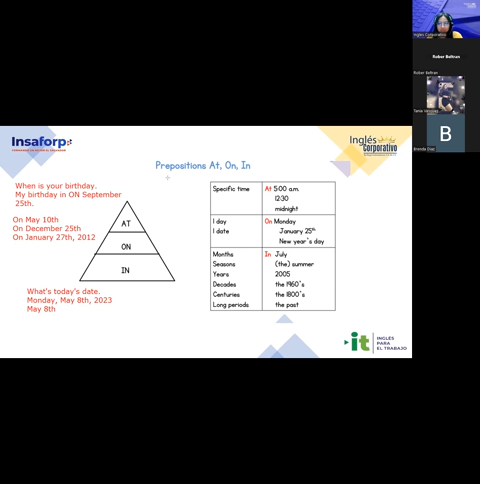 Inglés Corporativo
Rober Beltran
Rober Beltran
B
Brenda Diaz
Insaforp
Inglés
Corporativo
Prepositions At, On, In
When is your birthday.
My birthday in ON September
25th.
On May 10th
On December 25th
On January 27th, 2012
AT
ON
IN
What's today's date.
Monday, May 8th, 2023
May 8th
Specific time At 5:00 a.m.
12:30
midnight
1 day On Monday
1 date January 25th
New year's day
Months In July
Seasons (the) summer
Years 2005
Decades the 1960's
Centuries the 1800's
Long periods the past
it
INGLÉS
PARA
EL TRABAJO